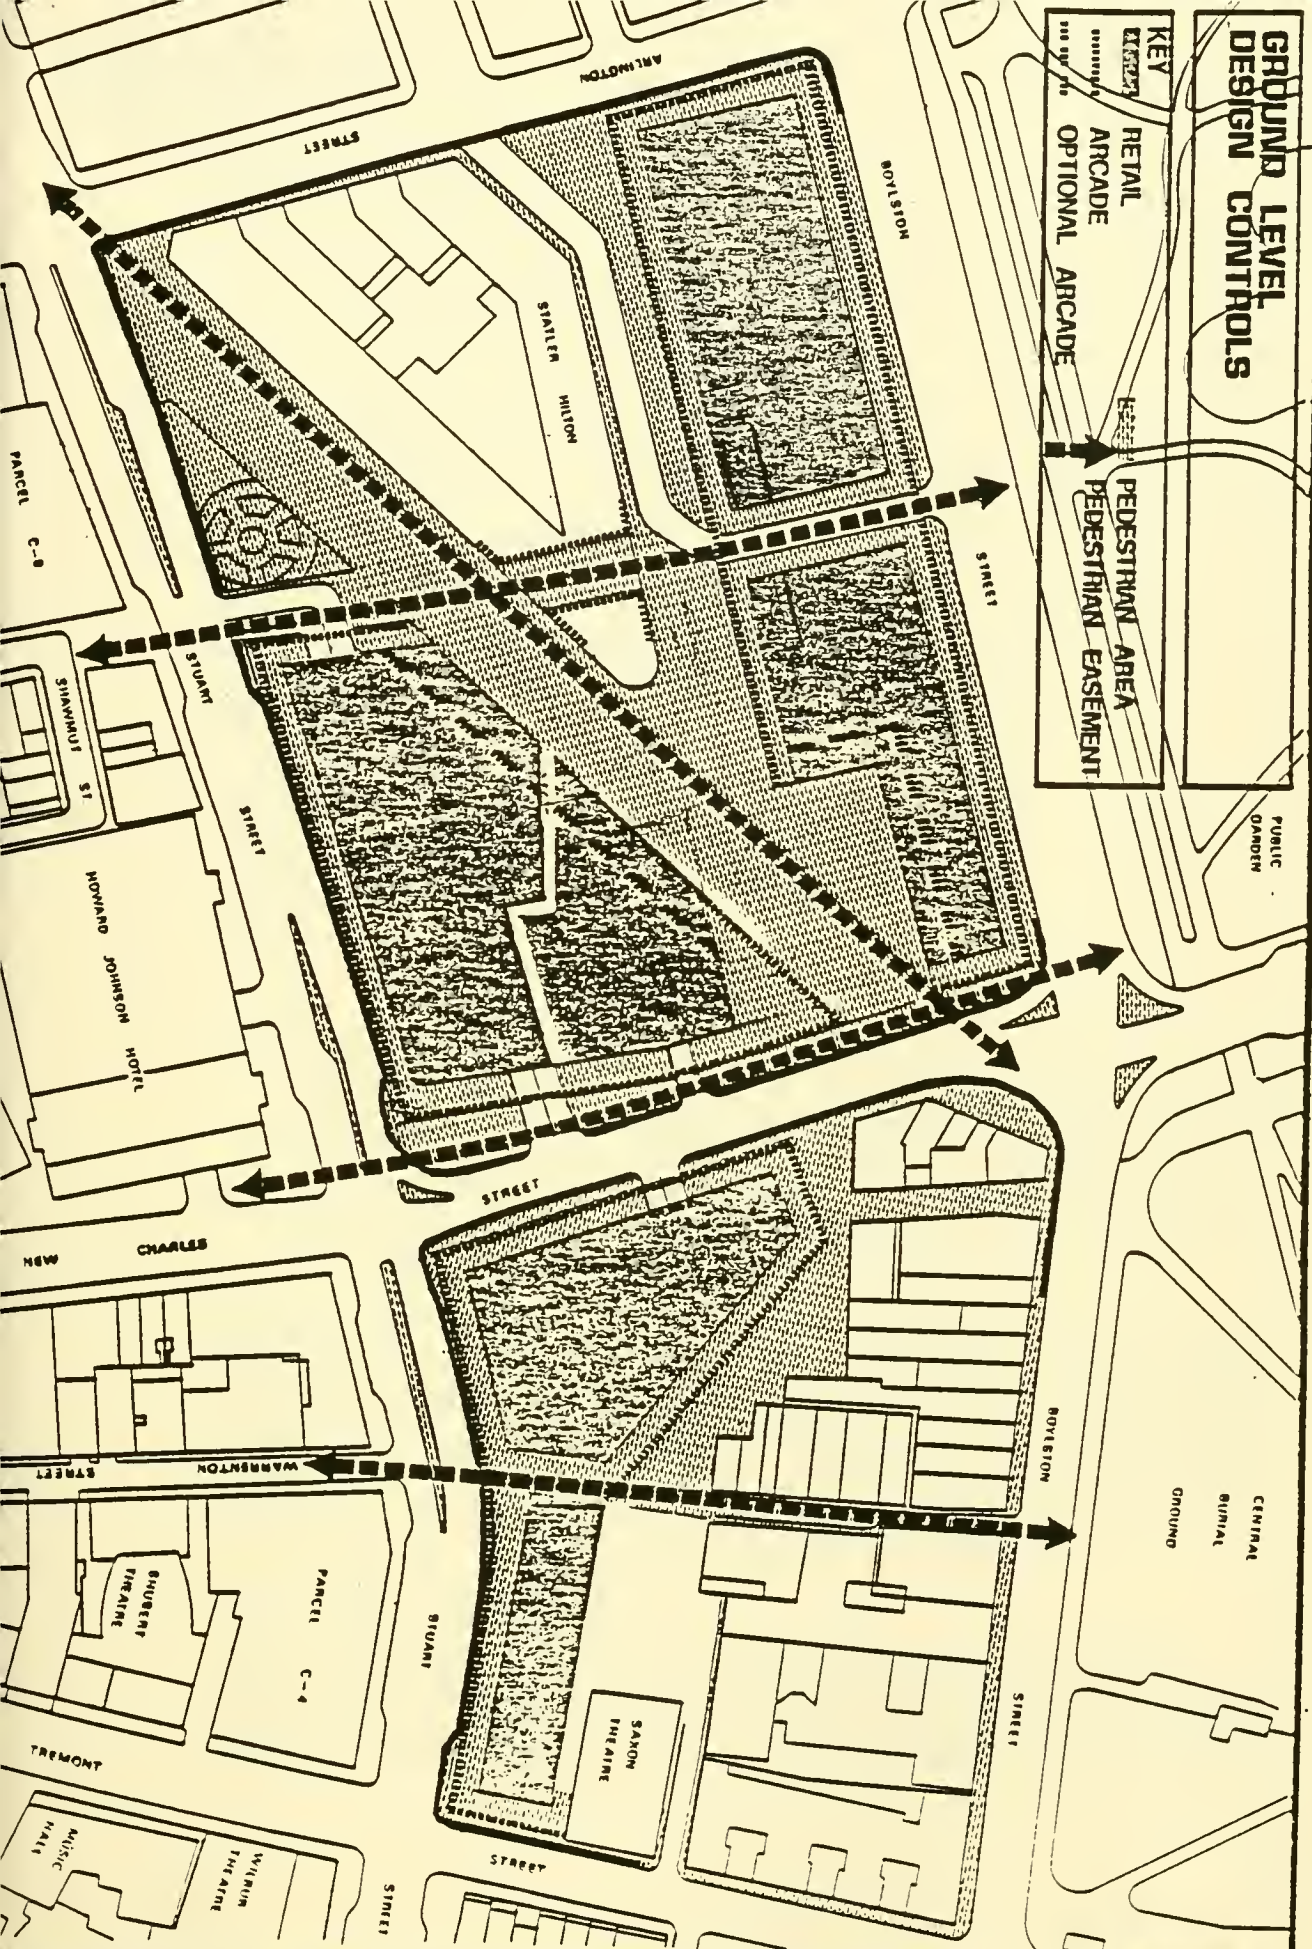 GROUND LEVEL
DESIGN CONTROLS
KEY
RETAIL
ARCADE
OPTIONAL ARCADE
PEDESTRIAN AREA
PEDESTRIAN EASEMENT
PUBLIC
GARDEN
ARLINGTON
STREET
BOYLSTON
STREET
STATLER HILTON
PARCEL C-8
STUART
STREET
SHAWMUT ST.
HOWARD JOHNSON HOTEL
STREET
CHARLES
NEW
BOYLSTON
STREET
CENTRAL
BURIAL
GROUND
WARRENTON
STREET
SHUBERT
THEATRE
PARCEL C-4
STUART
STREET
SAXON
THEATRE
TREMONT
STREET
MUSIC
HALL
WILBUR
THEATRE